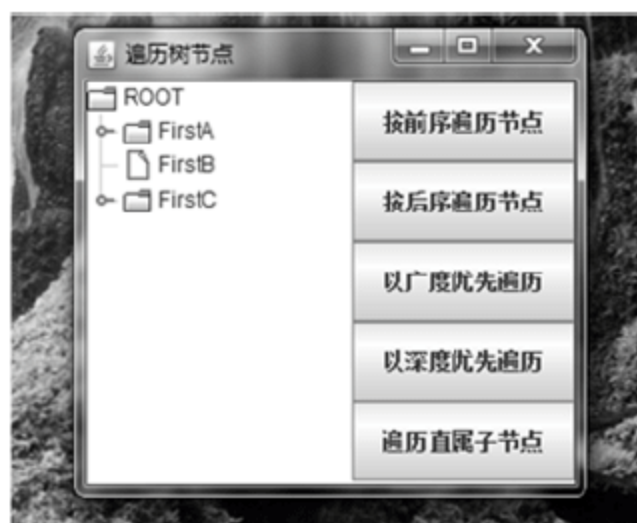 遍历树节点
ROOT
FirstA
FirstB
FirstC
按前序遍历节点
按后序遍历节点
以广度优先遍历
以深度优先遍历
遍历直属子节点